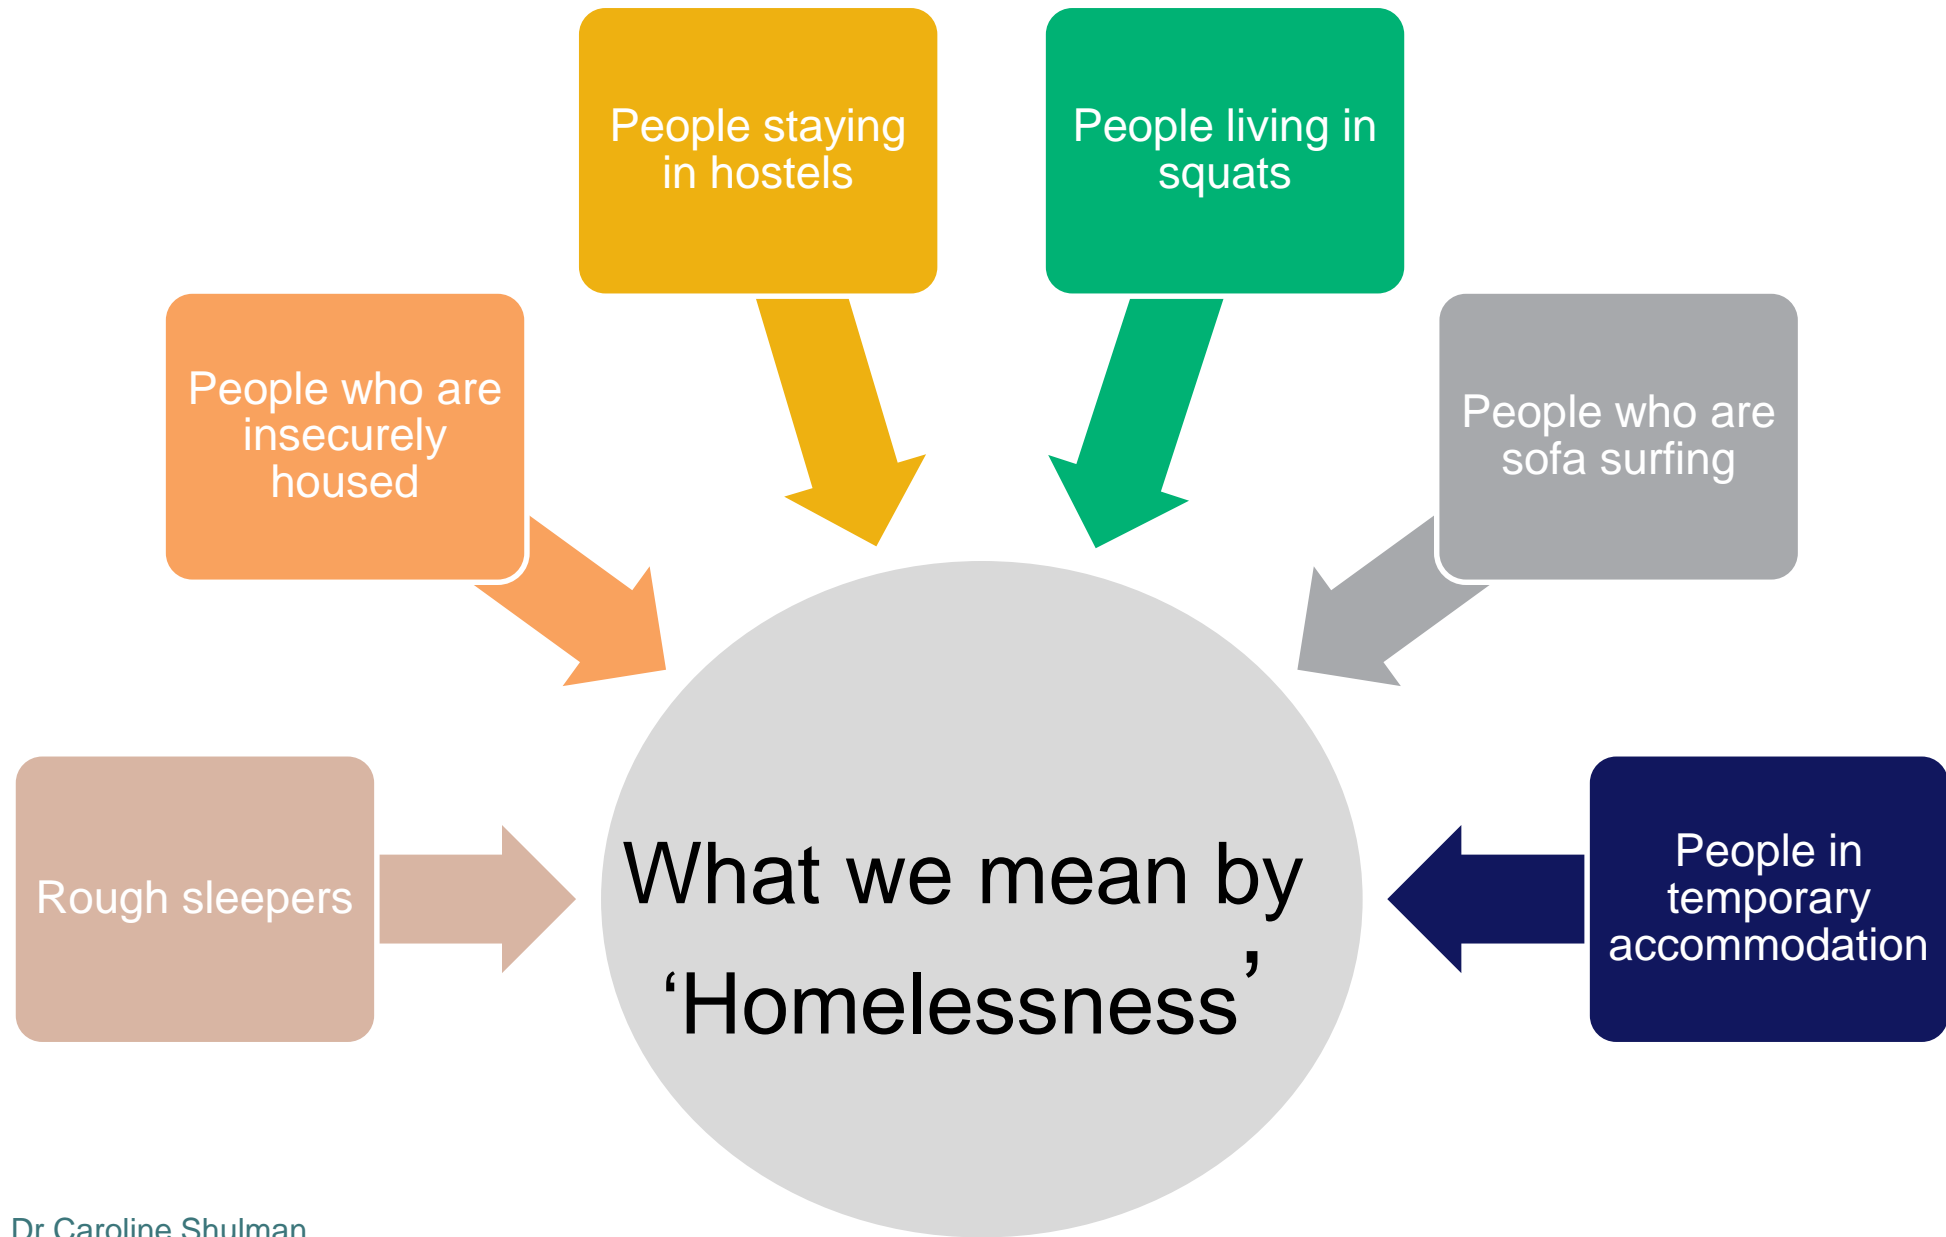 People staying
in hostels
People living in
squats
People who are
insecurely
housed
People who are
sofa surfing
Rough sleepers
What we mean by
‘Homelessness’
People in
temporary
accommodation
Dr Caroline Shulman